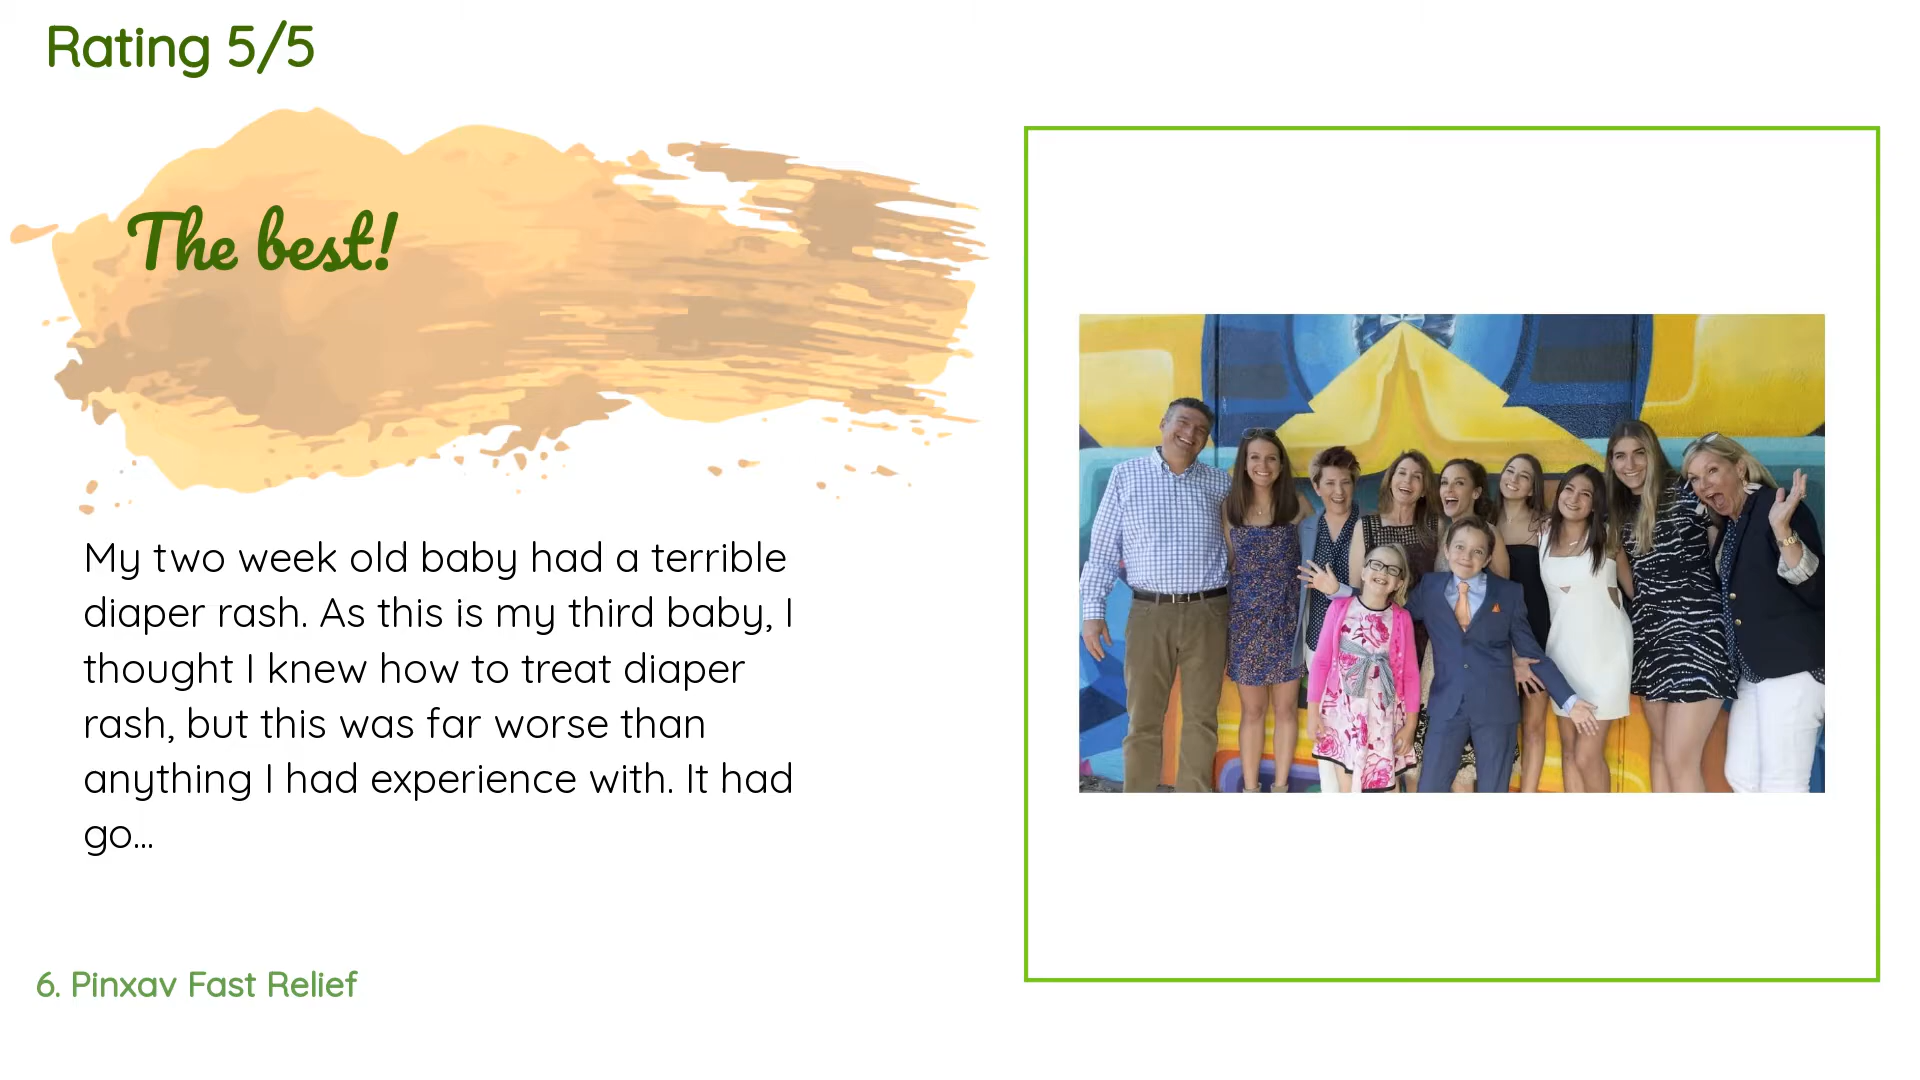 Rating 5/5
The best!
My two week old baby had a terrible
diaper rash. As this is my third baby, I
thought I knew how to treat diaper
rash, but this was far worse than
anything I had experience with. It had
go...
6. Pinxav Fast Relief